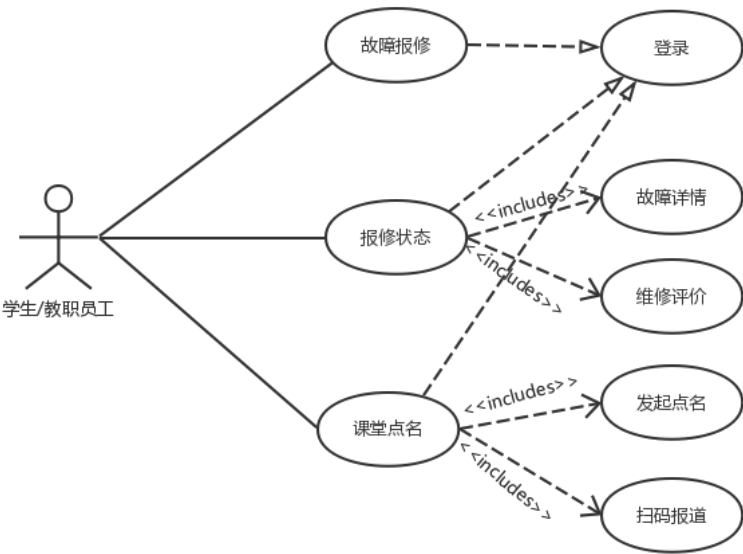 故障报修
登录
<<includes>>
故障详情
报修状态
<<includes>>
维修评价
学生/教职员工
<<includes>>
发起点名
课堂点名
<<includes>>
扫码报道